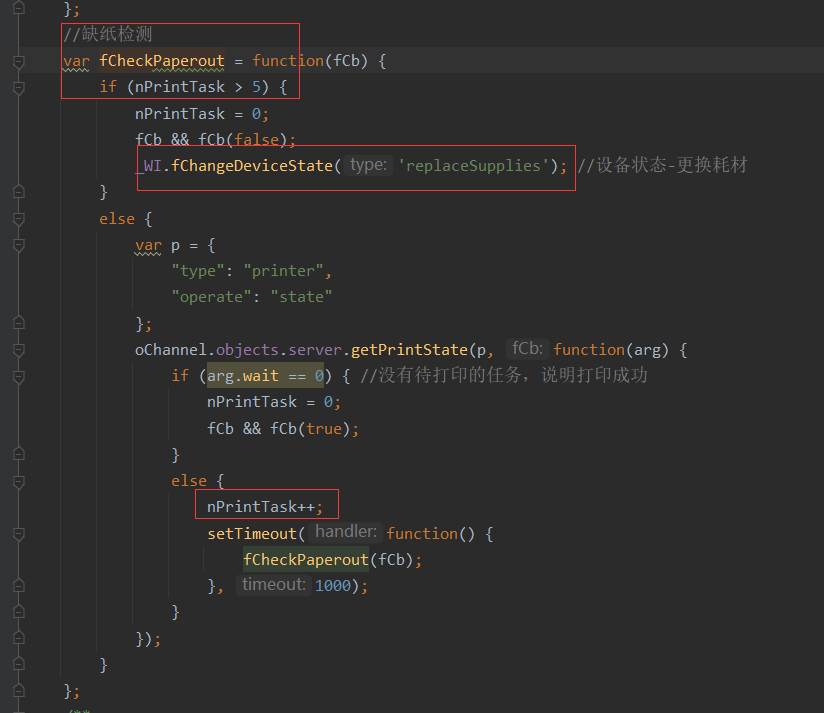 };
//缺纸检测
var fCheckPaperout = function(fCb) {
if (nPrintTask > 5) {
nPrintTask = 0;
fCb && fCb(false);
_WI.fChangeDeviceState( type: 'replaceSupplies'); //设备状态-更换耗材
}
else {
var p = {
"type": "printer",
"operate": "state"
};
oChannel.objects.server.getPrintState(p, fCb: function(arg) {
if (arg.wait == 0) { //没有待打印的任务，说明打印成功
nPrintTask = 0;
fCb && fCb(true);
}
else {
nPrintTask++;
setTimeout( handler: function() {
fCheckPaperout(fCb);
}, timeout: 1000);
}
});
}
};
/**